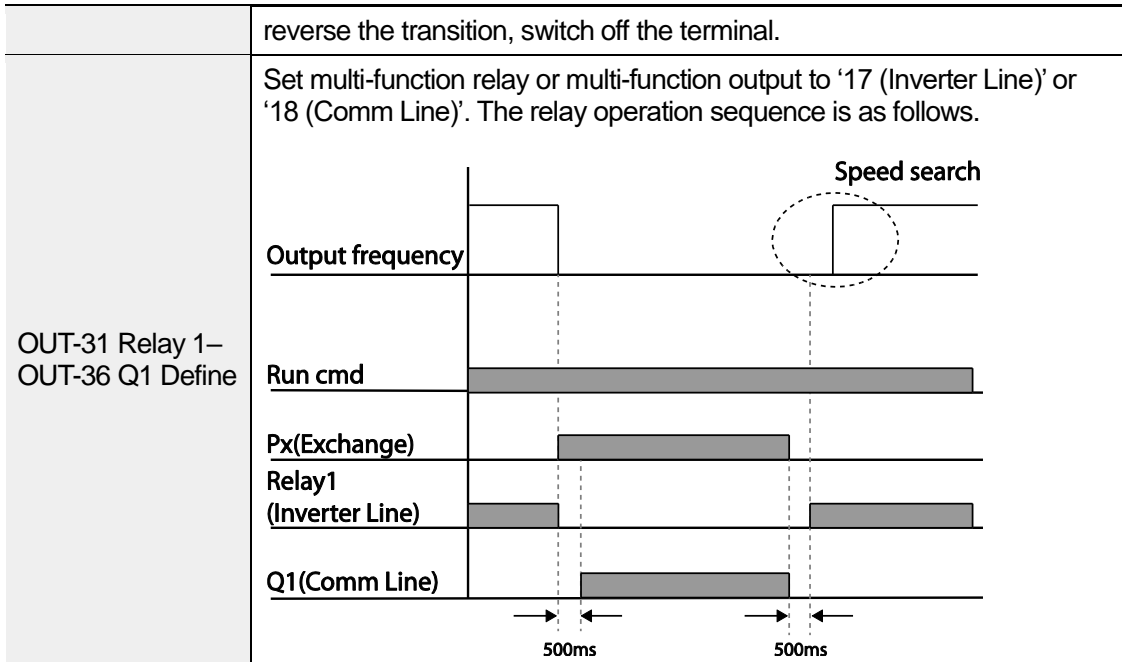 reverse the transition, switch off the terminal.
OUT-31 Relay 1–
OUT-36 Q1 Define
Set multi-function relay or multi-function output to ‘17 (Inverter Line)’ or
‘18 (Comm Line)’. The relay operation sequence is as follows.
Speed search
Output frequency
Run cmd
Px(Exchange)
Relay1
(Inverter Line)
Q1(Comm Line)
500ms 500ms